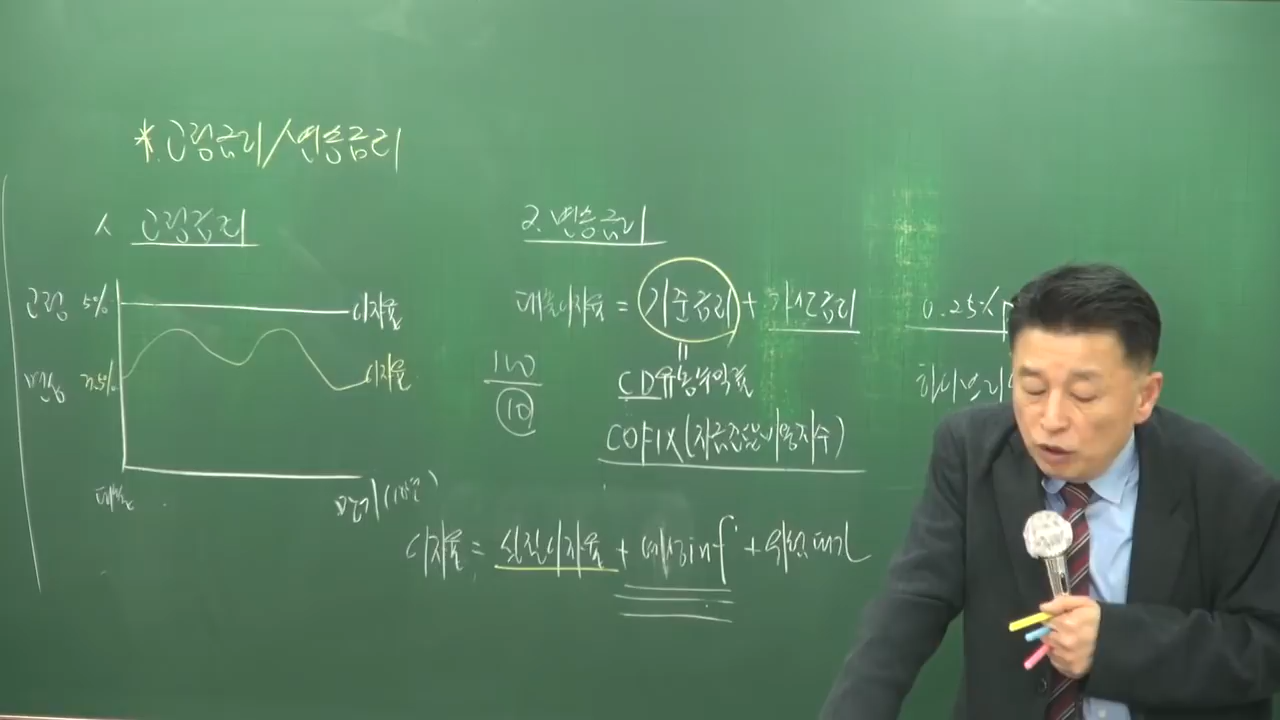 * 고정금리/변동금리
1. 고정금리
고정 5% 이자율
변동 3.5% 이자율
대출 만기(10년)
2. 변동금리
대출이자율 = 기준금리 + 가산금리
0.25%
=
CD유통수익률
COFIX(자금조달비용지수)
100
10
이자율 = 실질이자율 + 예상inf' + 위험대가